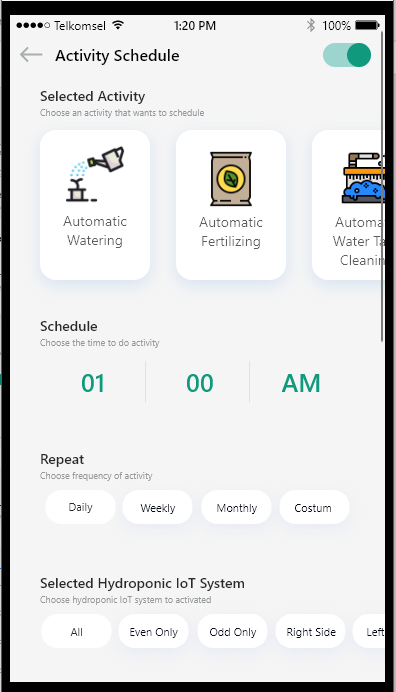 Telkomsel 1:20 PM 100%
Activity Schedule
Selected Activity
Choose an activity that wants to schedule
Automatic
Watering
Automatic
Fertilizing
Automa
Water Ta
Cleanin
Schedule
Choose the time to do activity
01 00 AM
Repeat
Choose frequency of activity
Daily Weekly Monthly Costum
Selected Hydroponic IoT System
Choose hydroponic IoT system to activated
All Even Only Odd Only Right Side Left